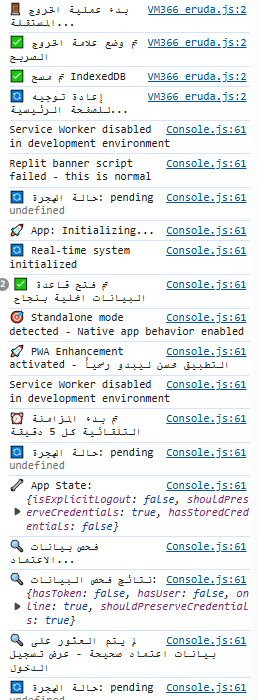 🚪 بدء عملية الخروج المستقلة... VM366 eruda.js:2
✅ تم وضع علامة الخروج الصريح VM366 eruda.js:2
✅ تم مسح IndexedDB VM366 eruda.js:2
🔄 إعادة توجيه للصفحة الرئيسية... VM366 eruda.js:2
Service Worker disabled Console.js:61
in development environment
Replit banner script Console.js:61
failed - this is normal
🔄 حالة الهجرة: pending Console.js:61
undefined
🚀 App: Initializing... Console.js:61
🔄 Real-time system Console.js:61
initialized
2 ✅ تم فتح قاعدة Console.js:61
البيانات المحلية بنجاح
🎯 Standalone mode Console.js:61
detected - Native app behavior enabled
🚀 PWA Enhancement Console.js:61
activated - التطبيق محسن ليبدو رسمياً
Service Worker disabled Console.js:61
in development environment
⏰ تم بدء المزامنة Console.js:61
التلقائية كل 5 دقيقة
🔄 حالة الهجرة: pending Console.js:61
undefined
🦴 App State: Console.js:61
{isExplicitLogout: false, shouldPres
erveCredentials: true, hasStoredCred
entials: false}
🔍 فحص بيانات Console.js:61
الاعتماد...
🔍 نتائج فحص البيانات: Console.js:61
{hasToken: false, hasUser: false, on
line: true, shouldPreserveCredential
s: true}
🔍 لم يتم العثور على Console.js:61
بيانات اعتماد صحيحة - عرض تسجيل
الدخول
🔄 حالة الهجرة: pending Console.js:61
undefined